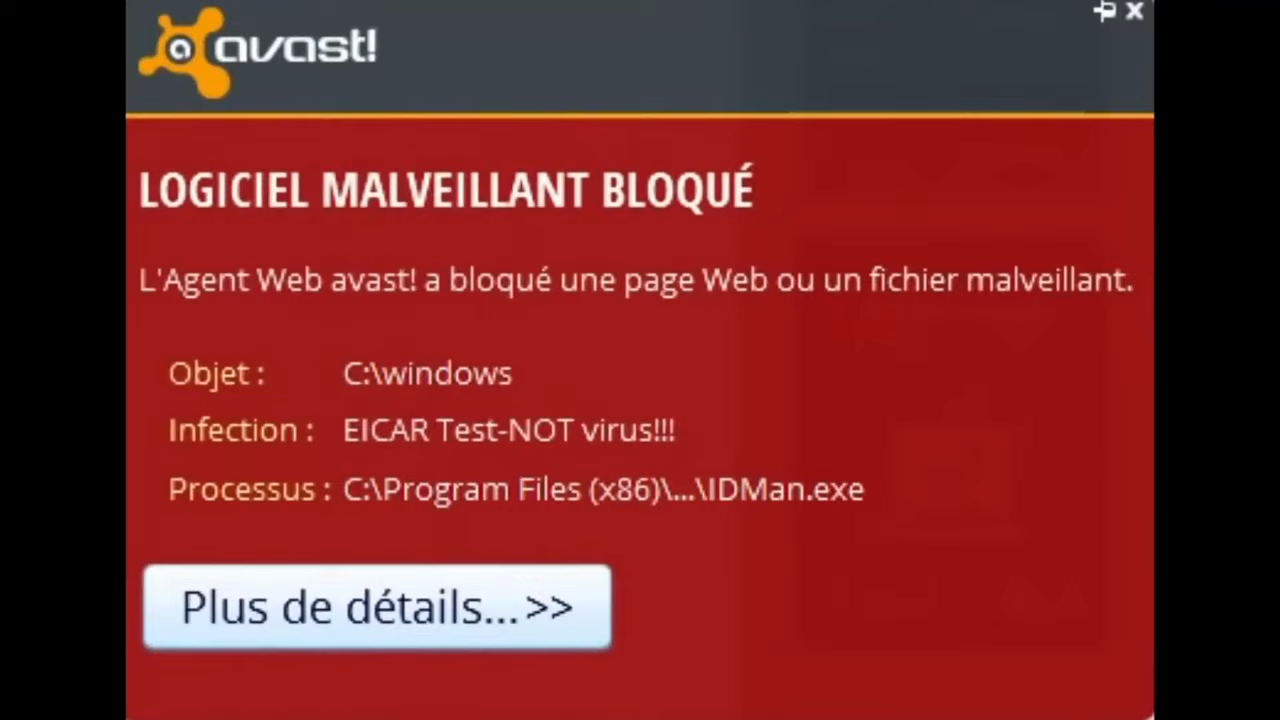 avast!
LOGICIEL MALVEILLANT BLOQUÉ
L'Agent Web avast! a bloqué une page Web ou un fichier malveillant.
Objet : C:\windows
Infection : EICAR Test-NOT virus!!!
Processus : C:\Program Files (x86)\...\IDMan.exe
Plus de détails... >>